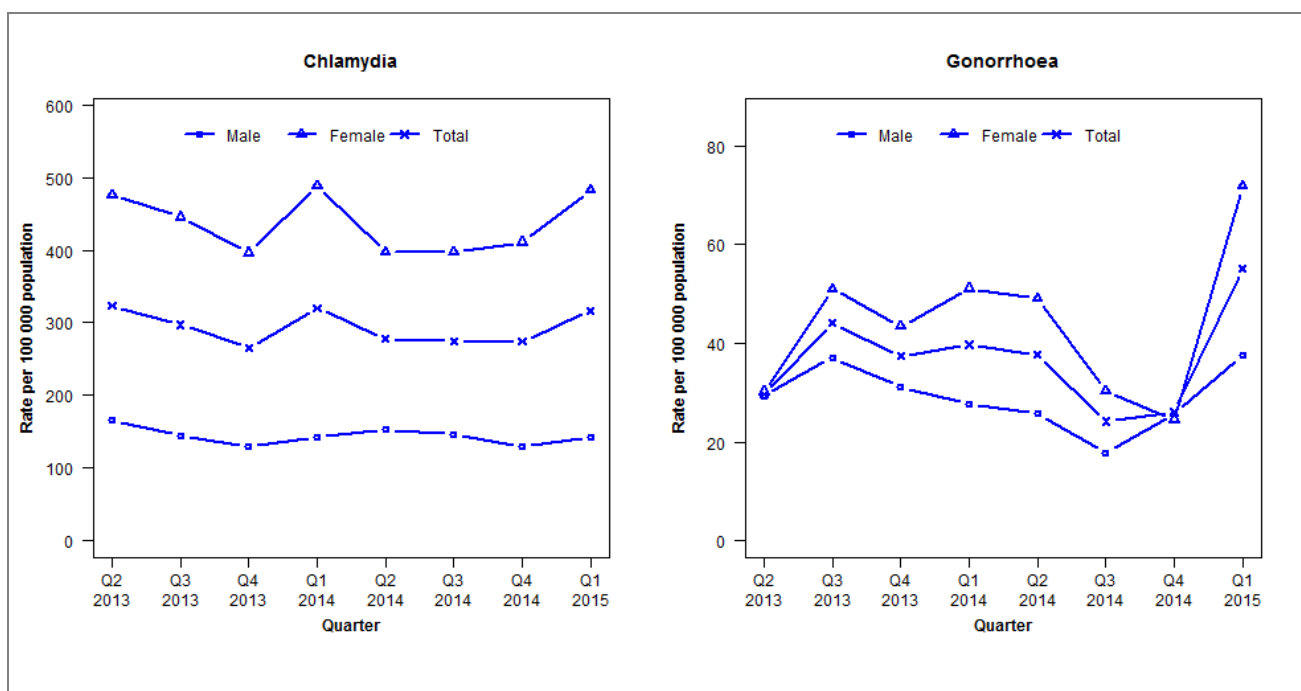 Chlamydia
Rate per 100 000 population
600
500
400
300
200
100
0
Male Female Total
Q2 Q3 Q4 Q1 Q2 Q3 Q4 Q1
2013 2013 2013 2014 2014 2014 2014 2015
Quarter
Gonorrhoea
Rate per 100 000 population
80
60
40
20
0
Male Female Total
Q2 Q3 Q4 Q1 Q2 Q3 Q4 Q1
2013 2013 2013 2014 2014 2014 2014 2015
Quarter